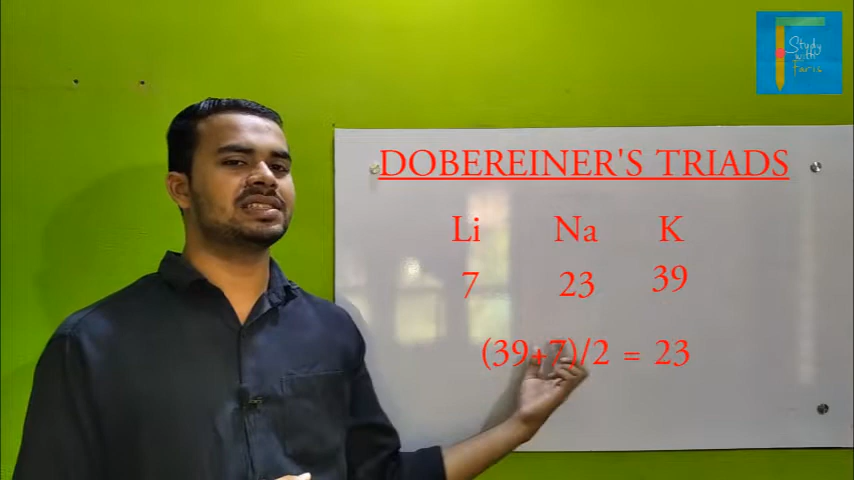 Study
with
Faris
DOBEREINER'S TRIADS
Li Na K
7 23 39
(39+7)/2 = 23